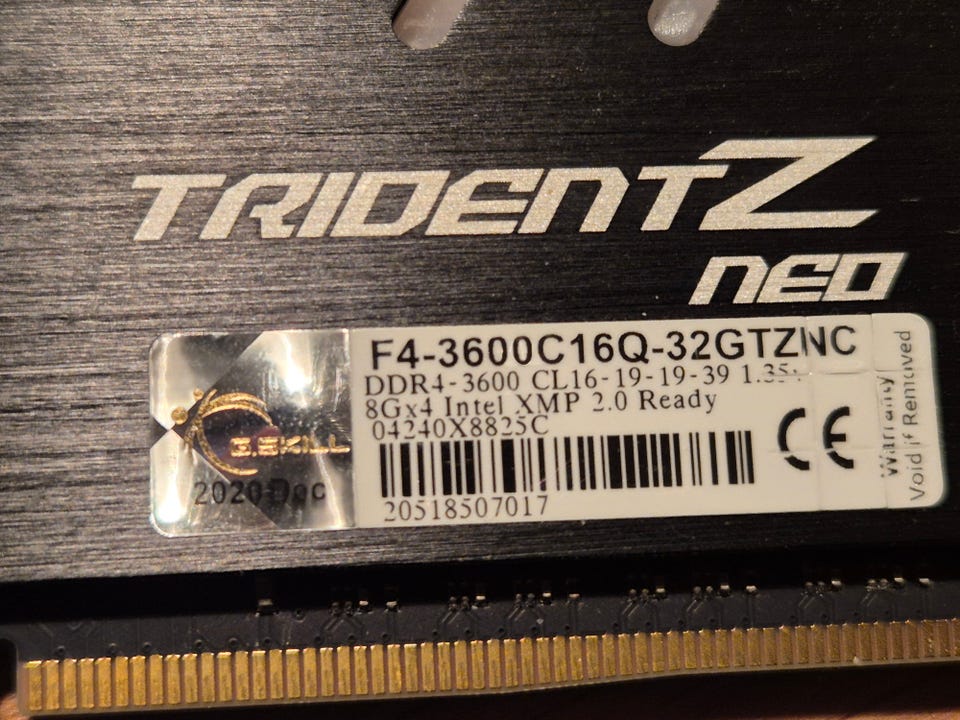 TRIDENTZ
NEO
F4-3600C16Q-32GTZNC
DDR4-3600 CL16-19-19-39 1.35v
8Gx4 Intel XMP 2.0 Ready
04240X8825C
20518507017
G.SKILL
2020 Dec
CE
Warranty
Void if Removed